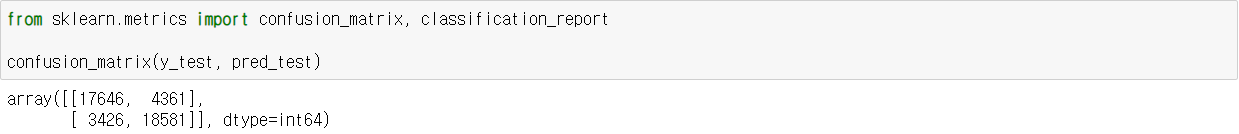 from sklearn.metrics import confusion_matrix, classification_report

confusion_matrix(y_test, pred_test)
array([[17646,  4361],
       [ 3426, 18581]], dtype=int64)